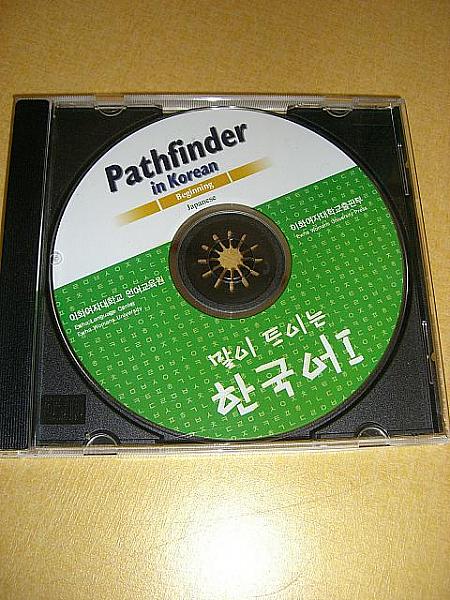 Pathfinder
in Korean
Beginning
Japanese
이화여자대학교출판부
Ewha Womans University Press
이화여자대학교 언어교육원
Ewha Language Center
Ewha Womans University
말이 트이는
한국어 I